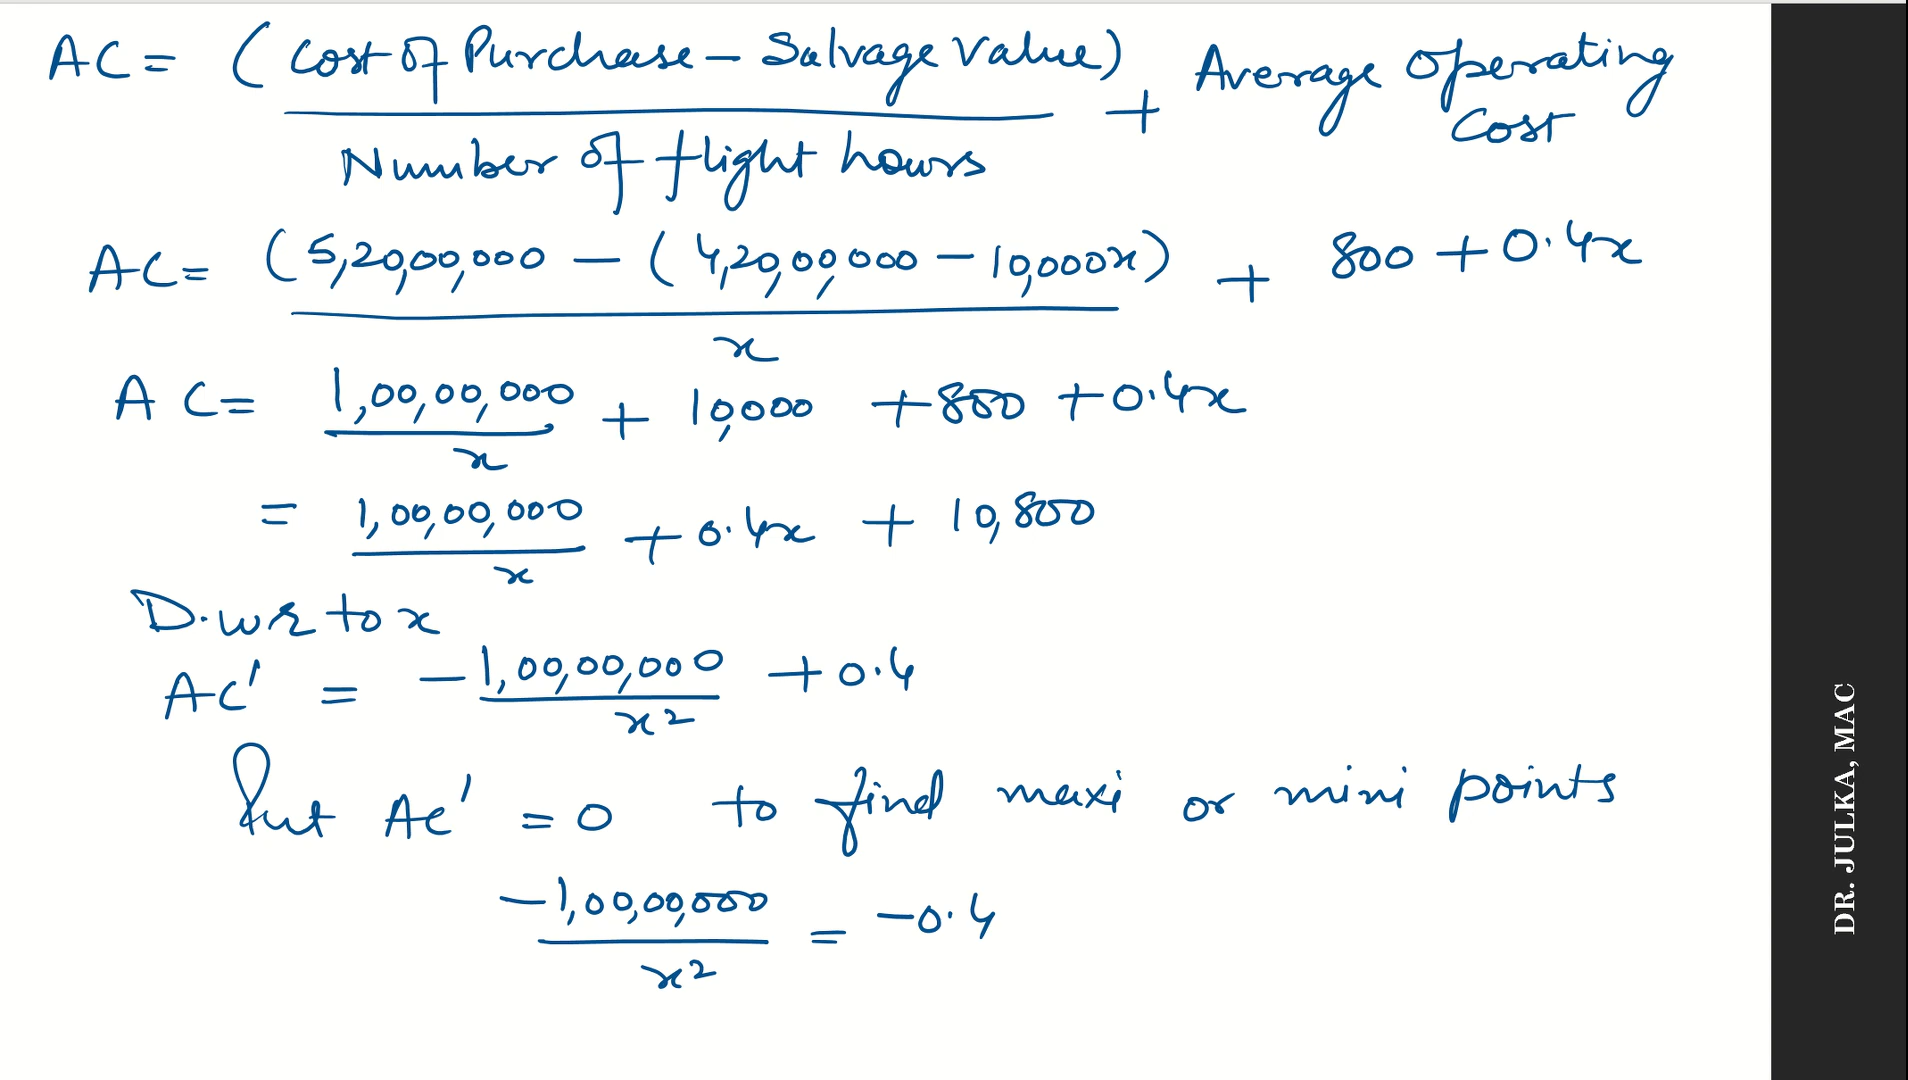 AC = (Cost of Purchase - Salvage Value) / Number of flight hours + Average Operating Cost
AC = (5,20,00,000 - (4,20,00,000 - 10,000x) / x + 800 + 0.4x
AC = 1,00,00,000 / x + 10,000 + 800 + 0.4x
= 1,00,00,000 / x + 0.4x + 10,800
D.wr to x
AC' = -1,00,00,000 / x² + 0.4
Put AC' = 0 to find maxi or mini points
-1,00,00,000 / x² = -0.4
DR. JULKA, MAC